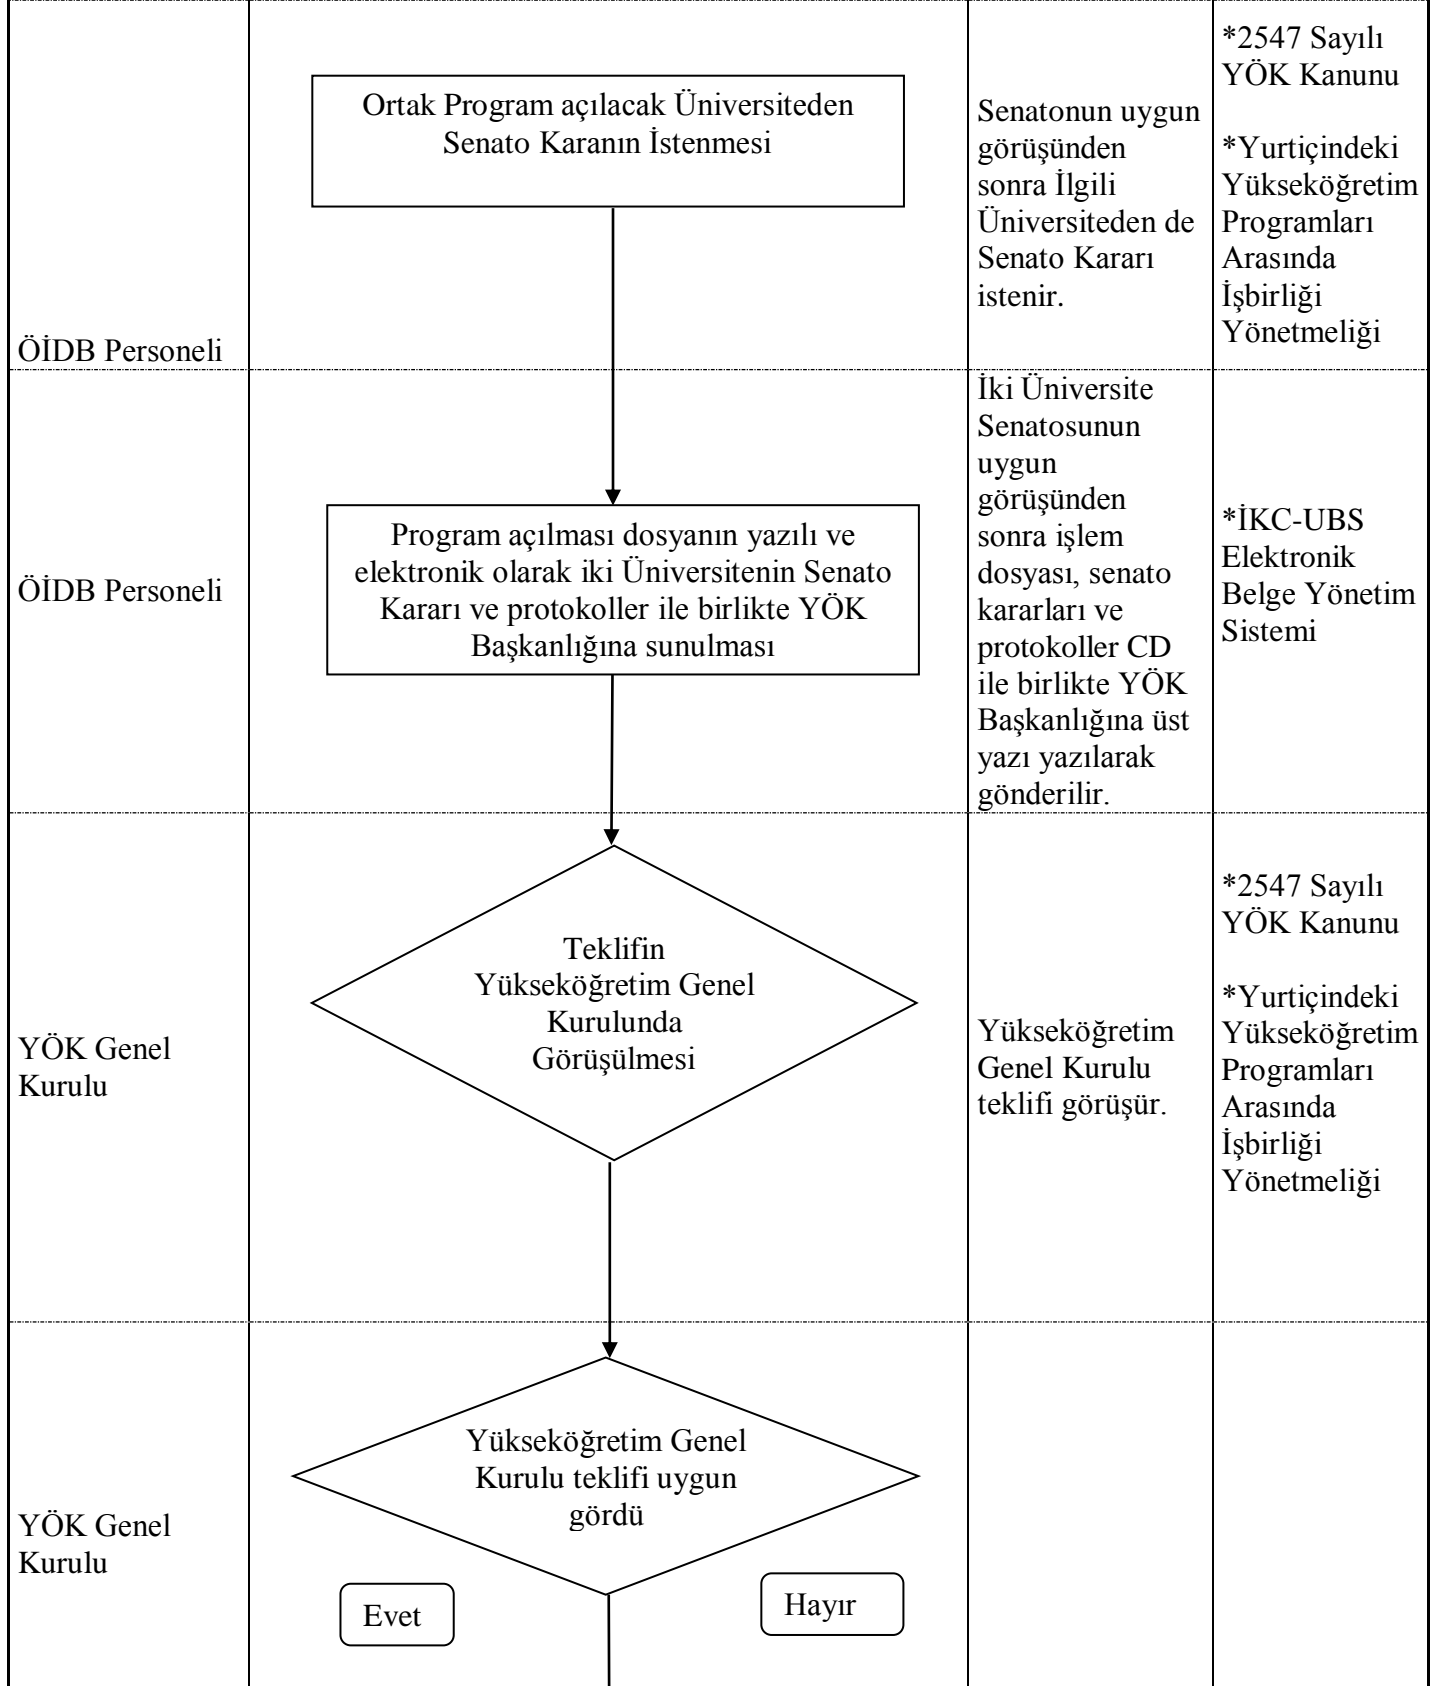 ÖİDB Personeli
Ortak Program açılacak Üniversiteden
Senato Karanın İstenmesi
Senatonun uygun
görüşünden
sonra İlgili
Üniversiteden de
Senato Kararı
istenir.
*2547 Sayılı
YÖK Kanunu
*Yurtiçindeki
Yükseköğretim
Programları
Arasında
İşbirliği
Yönetmeliği
ÖİDB Personeli
Program açılması dosyanın yazılı ve
elektronik olarak iki Üniversitenin Senato
Kararı ve protokoller ile birlikte YÖK
Başkanlığına sunulması
İki Üniversite
Senatosunun
uygun
görüşünden
sonra işlem
dosyası, senato
kararları ve
protokoller CD
ile birlikte YÖK
Başkanlığına üst
yazı yazılarak
gönderilir.
*İKC-UBS
Elektronik
Belge Yönetim
Sistemi
YÖK Genel
Kurulu
Teklifin
Yükseköğretim Genel
Kurulunda
Görüşülmesi
Yükseköğretim
Genel Kurulu
teklifi görüşür.
*2547 Sayılı
YÖK Kanunu
*Yurtiçindeki
Yükseköğretim
Programları
Arasında
İşbirliği
Yönetmeliği
YÖK Genel
Kurulu
Yükseköğretim Genel
Kurulu teklifi uygun
gördü
Evet
Hayır